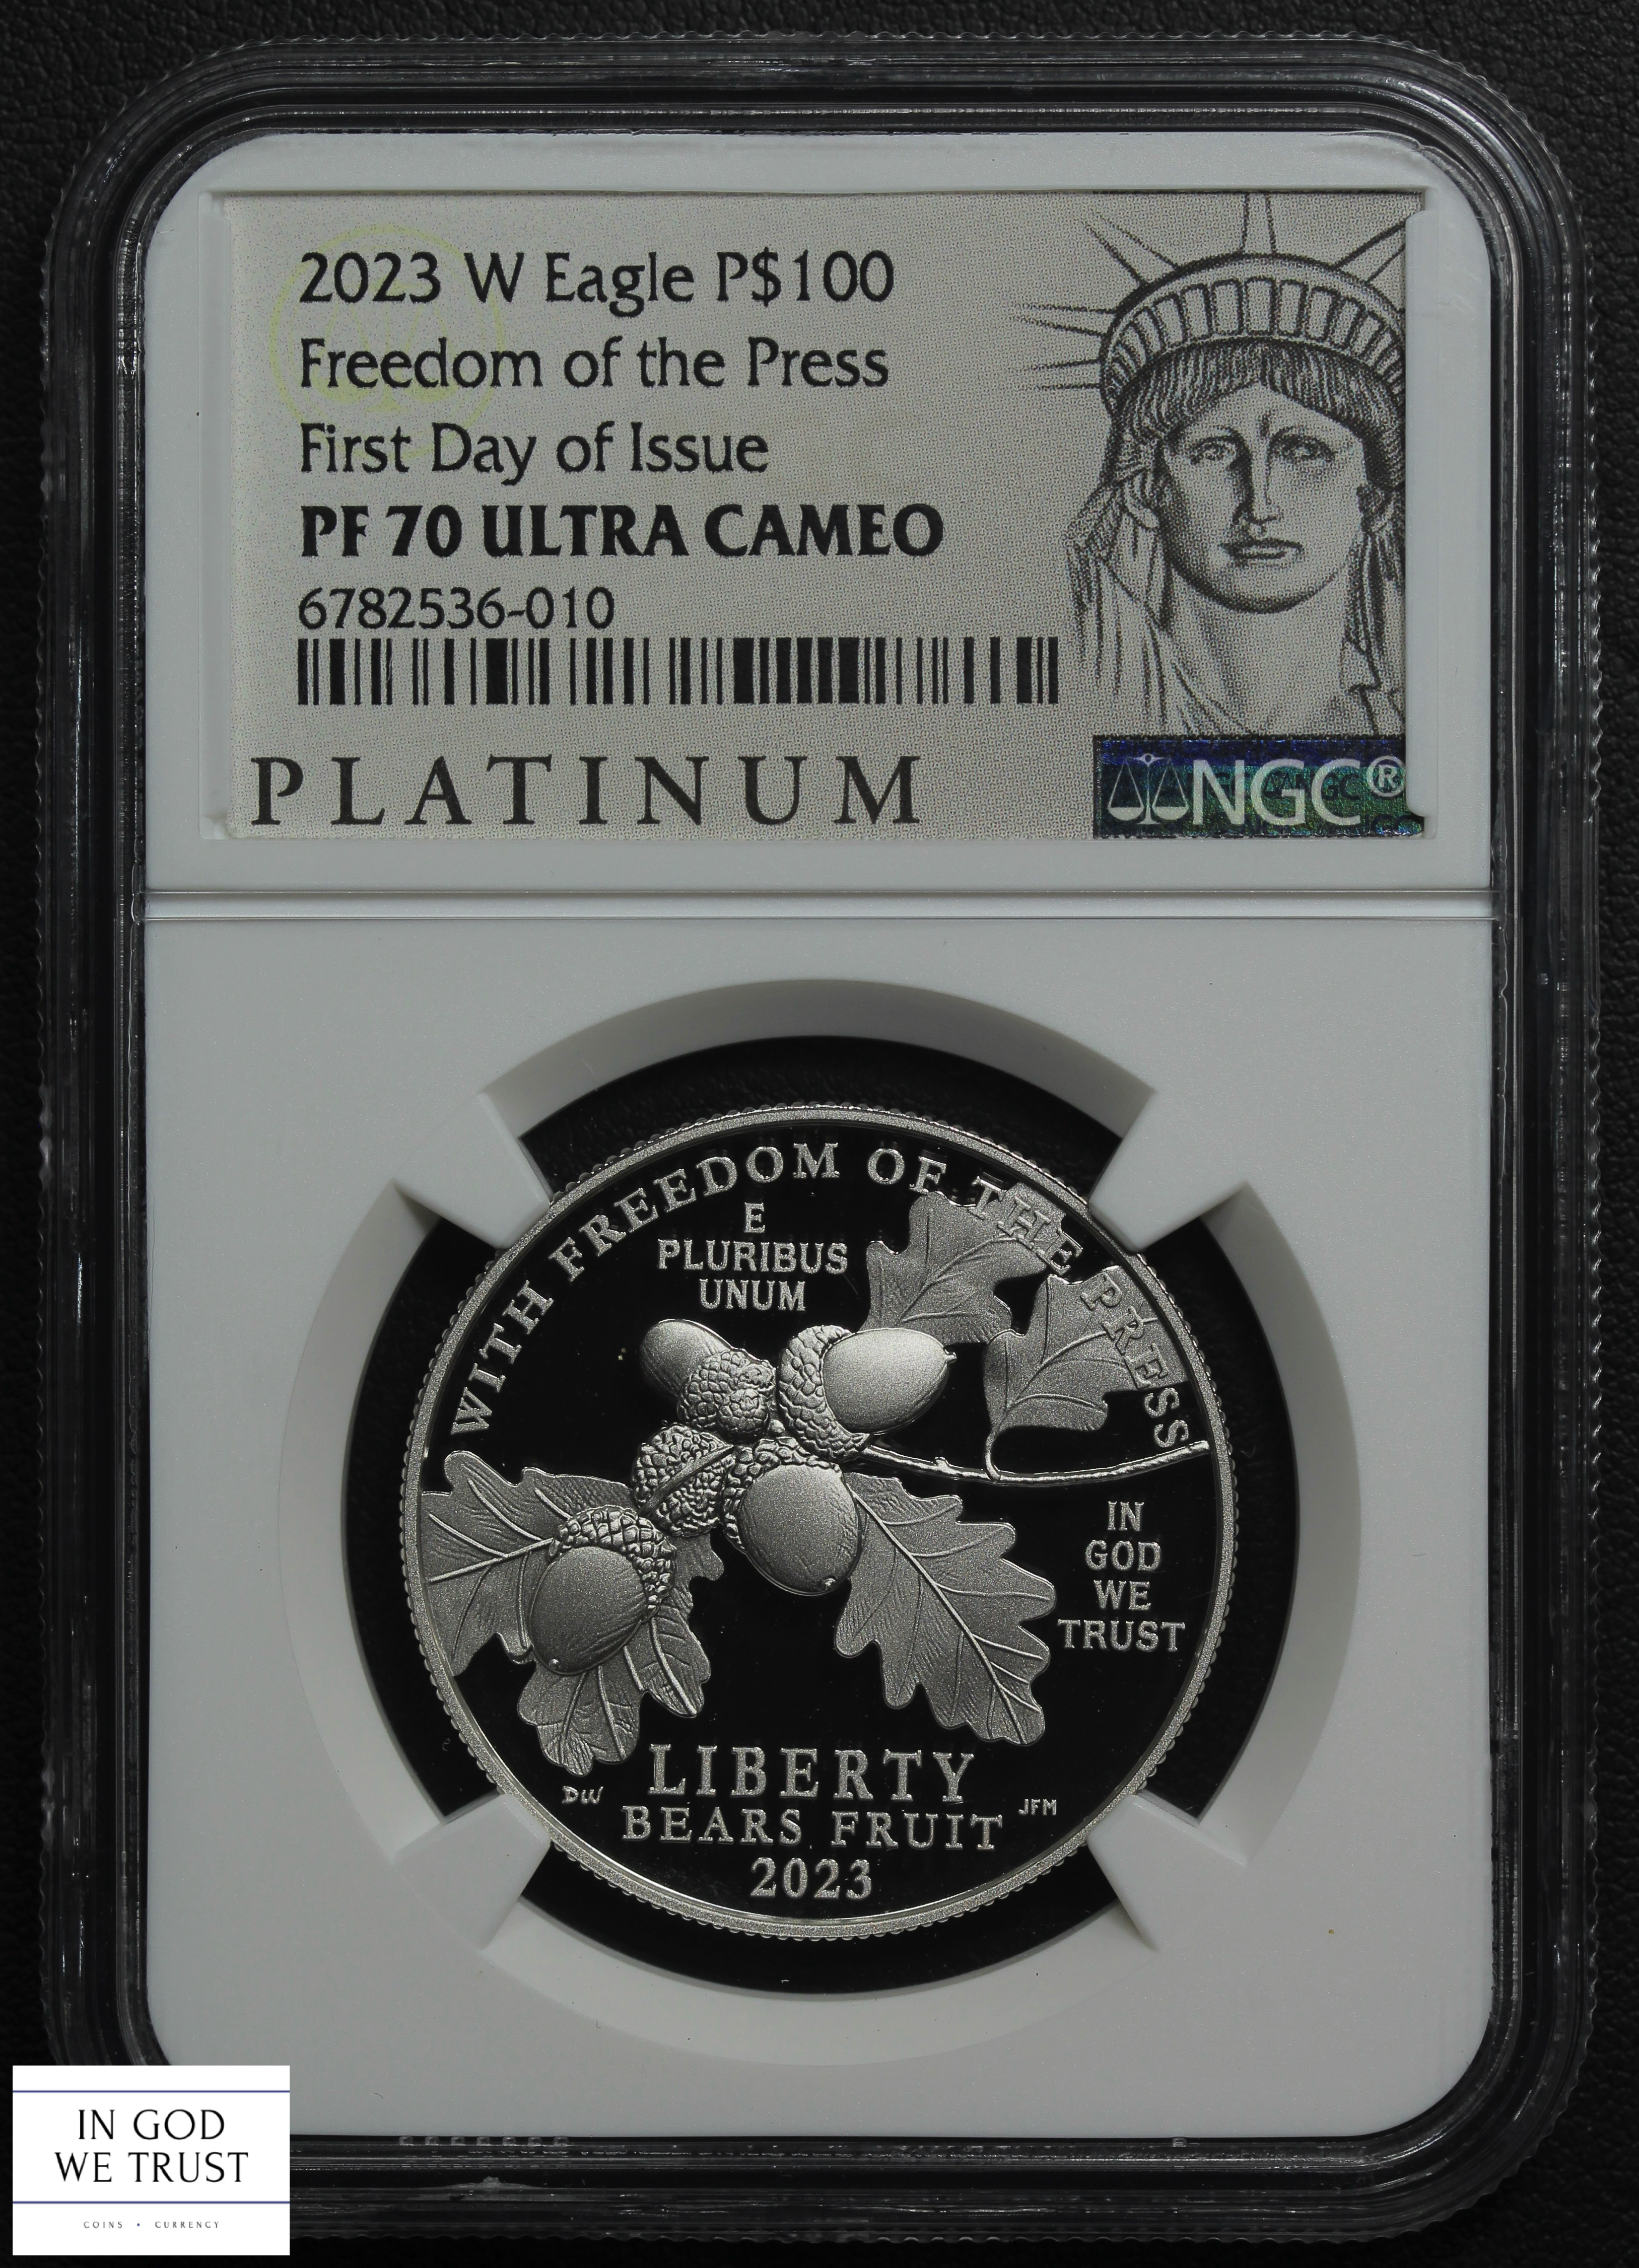 2023 W Eagle P$100
Freedom of the Press
First Day of Issue
PF 70 ULTRA CAMEO
6782536-010
PLATINUM
NGC®
WITH FREEDOM OF THE PRESS
E
PLURIBUS
UNUM
IN
GOD
WE
TRUST
LIBERTY
DW
JFM
BEARS FRUIT
2023
IN GOD
WE TRUST
COINS • CURRENCY